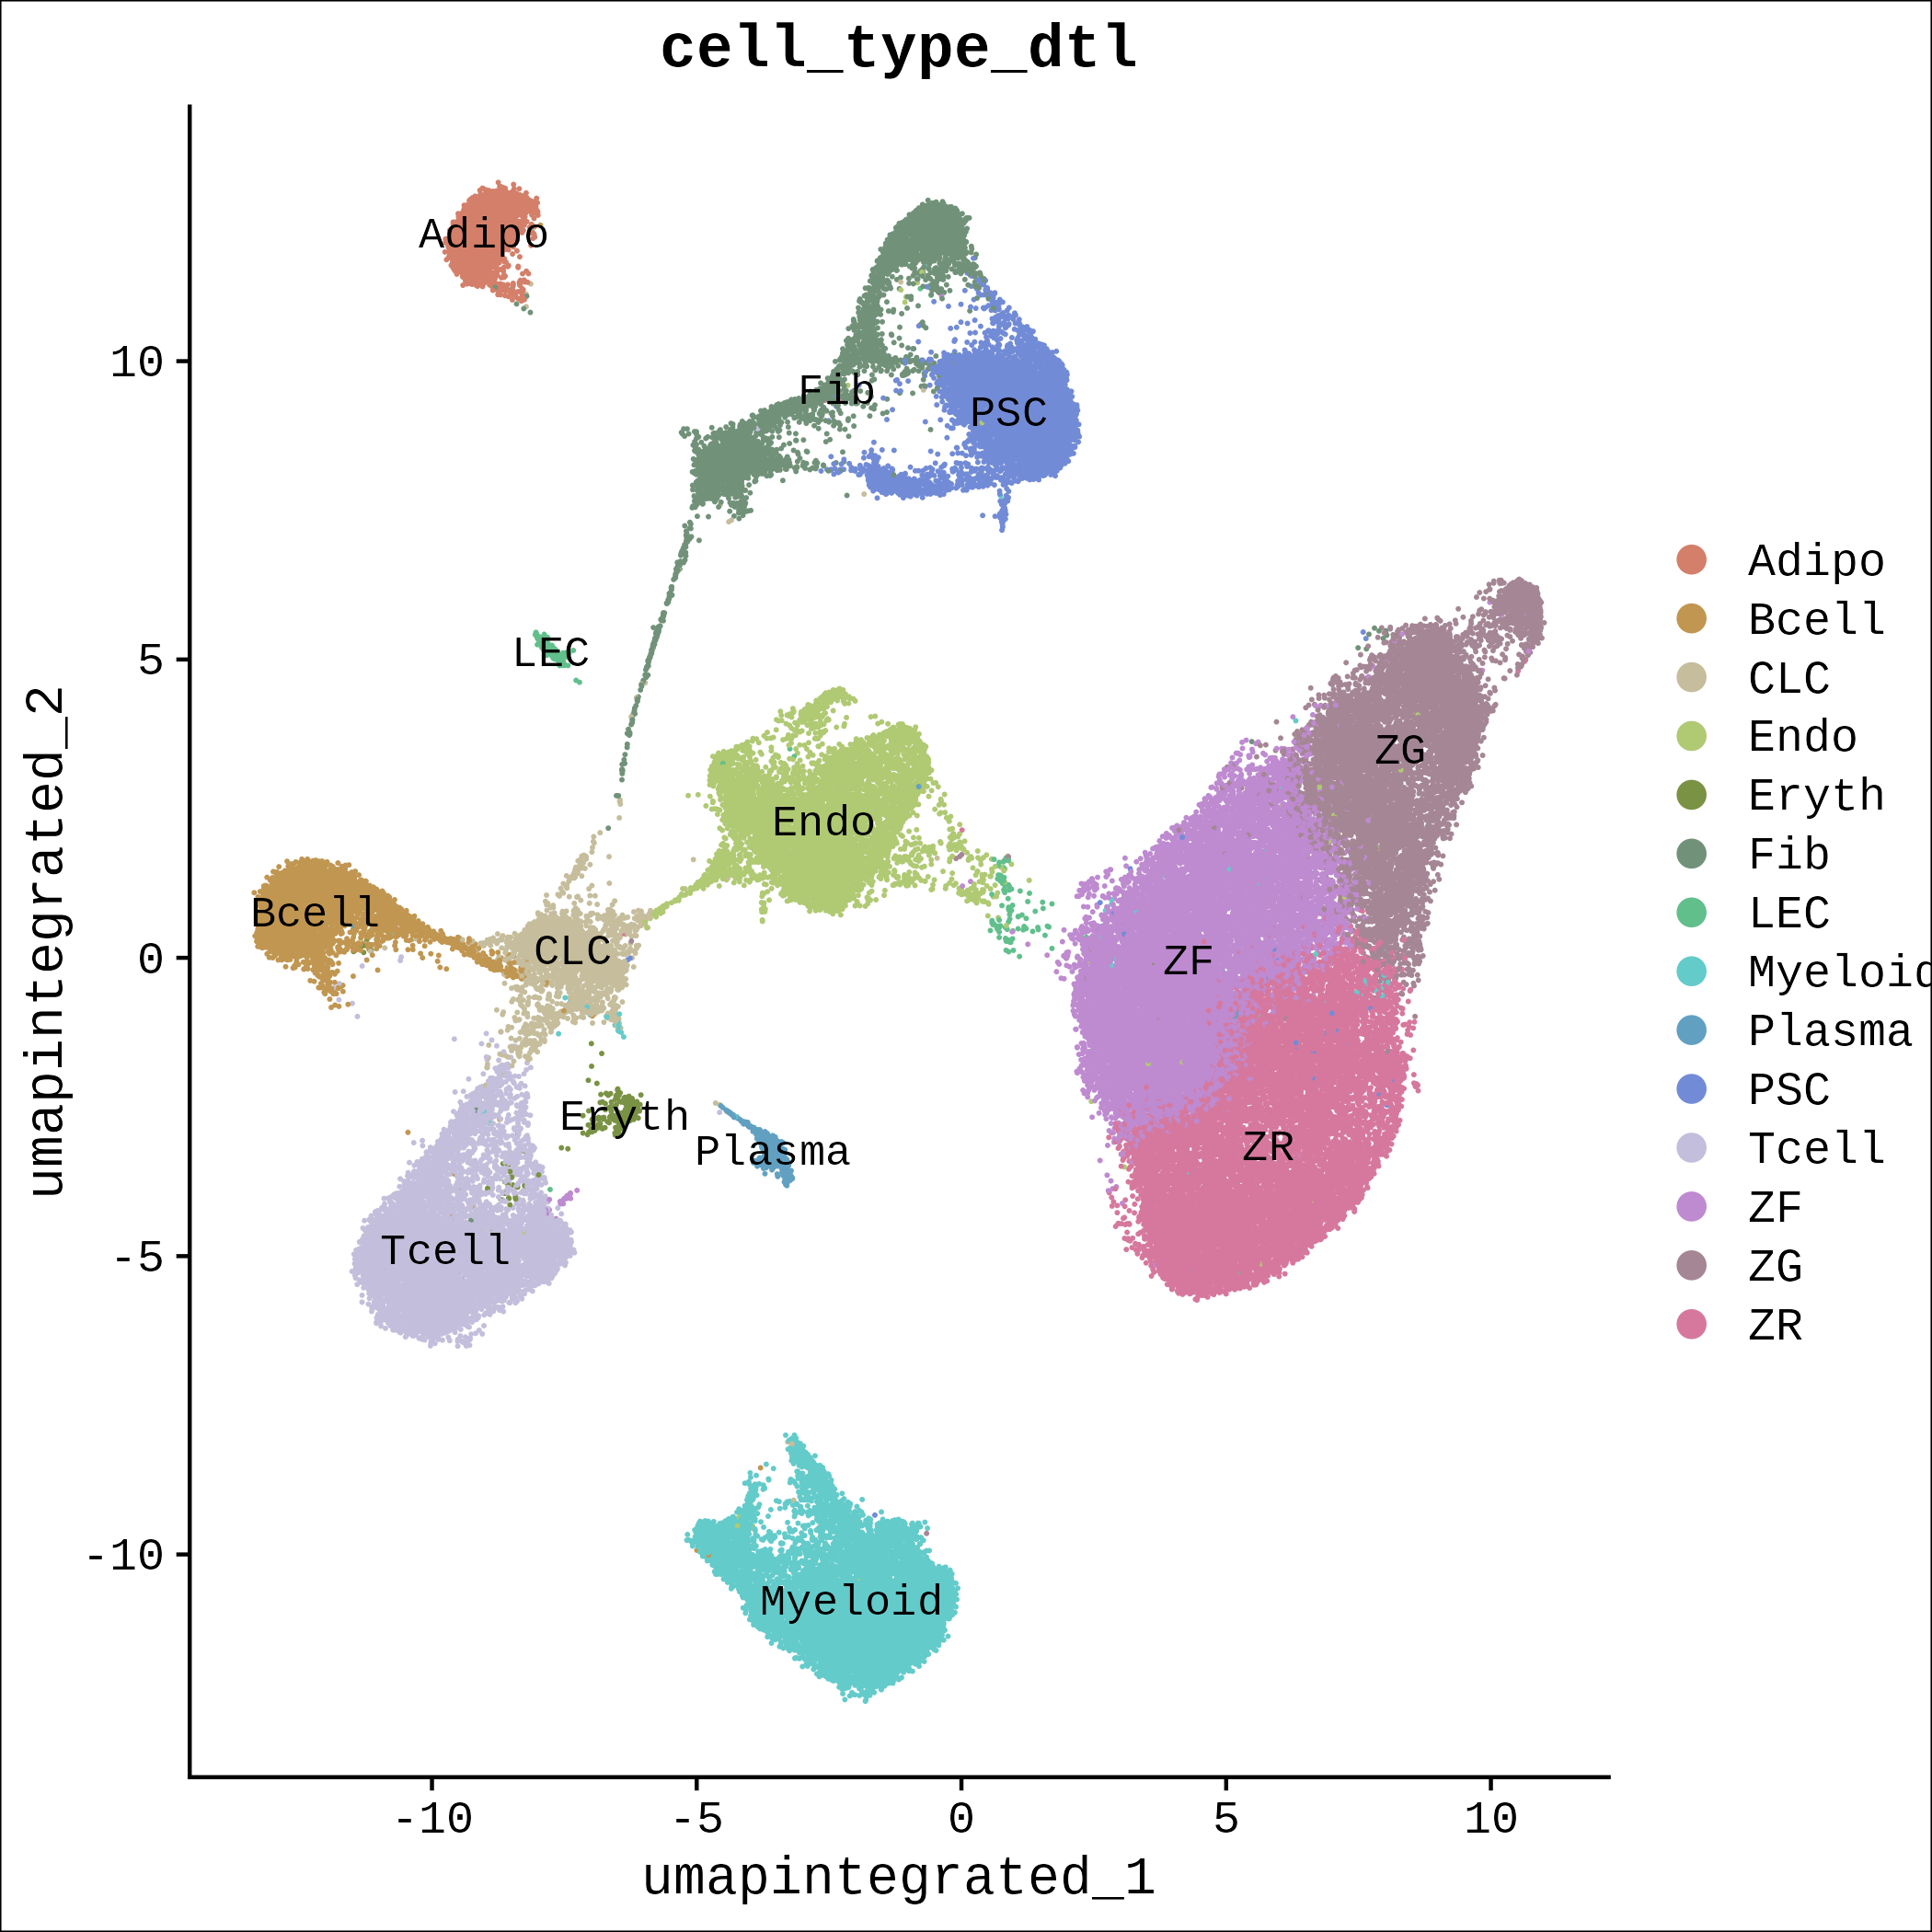 cell_type_dtl
Adipo
Fib
PSC
LEC
ZG
Endo
Bcell
CLC
ZF
Eryth
Plasma
ZR
Tcell
Myeloid
10
5
0
-5
-10
umapintegrated_2
-10
-5
0
5
10
umapintegrated_1
Adipo
Bcell
CLC
Endo
Eryth
Fib
LEC
Myeloid
Plasma
PSC
Tcell
ZF
ZG
ZR